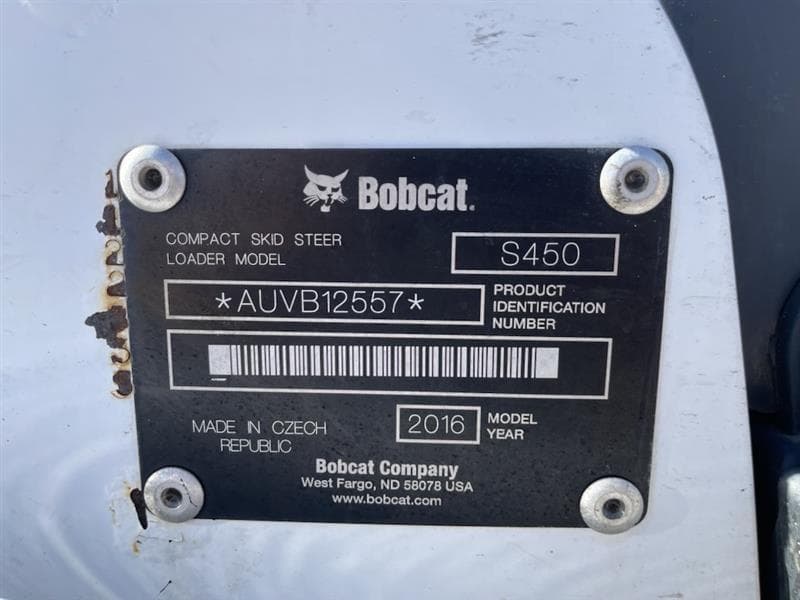 Bobcat.
COMPACT SKID STEER
LOADER MODEL
S450
*AUVB12557*
PRODUCT
IDENTIFICATION
NUMBER
MADE IN CZECH
REPUBLIC
2016
MODEL
YEAR
Bobcat Company
West Fargo, ND 58078 USA
www.bobcat.com